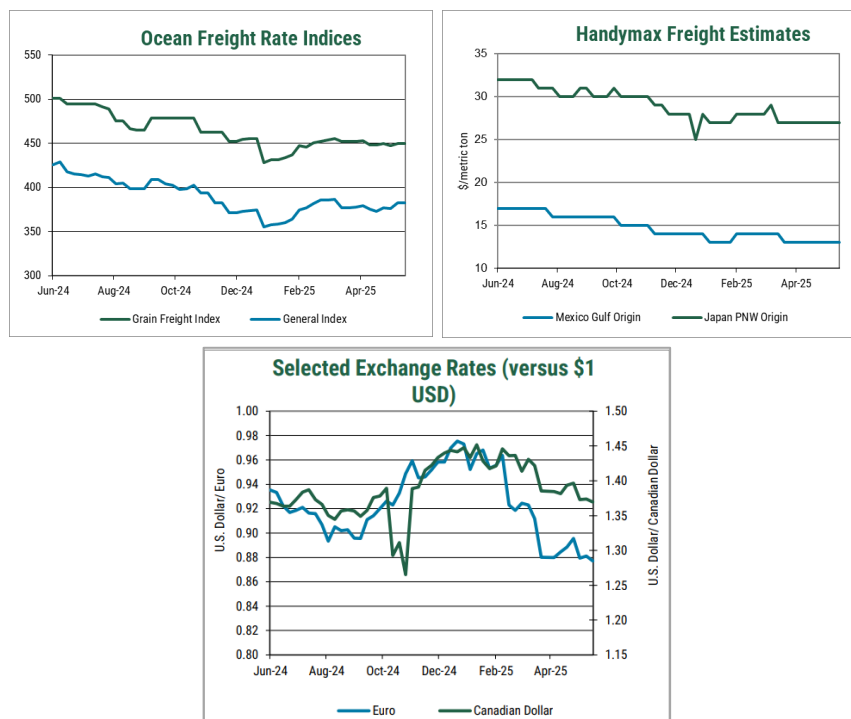 Ocean Freight Rate Indices
550
500
450
400
350
300
Jun-24 Aug-24 Oct-24 Dec-24 Feb-25 Apr-25
Grain Freight Index General Index
Handymax Freight Estimates
$/metric ton
35
30
25
20
15
10
Jun-24 Aug-24 Oct-24 Dec-24 Feb-25 Apr-25
Mexico Gulf Origin Japan PNW Origin
Selected Exchange Rates (versus $1
USD)
U.S. Dollar/ Euro
1.00
0.98
0.96
0.94
0.92
0.90
0.88
0.86
0.84
0.82
0.80
1.50
1.45
1.40
1.35
1.30
1.25
1.20
1.15
U.S. Dollar/ Canadian Dollar
Jun-24 Aug-24 Oct-24 Dec-24 Feb-25 Apr-25
Euro Canadian Dollar